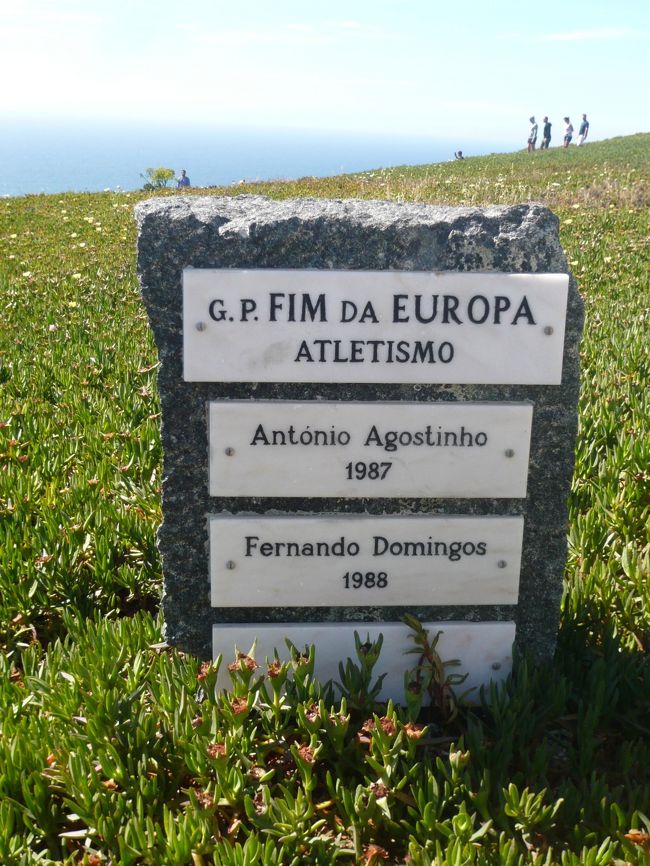 G.P. FIM DA EUROPA
ATLETISMO
António Agostinho
1987
Fernando Domingos
1988